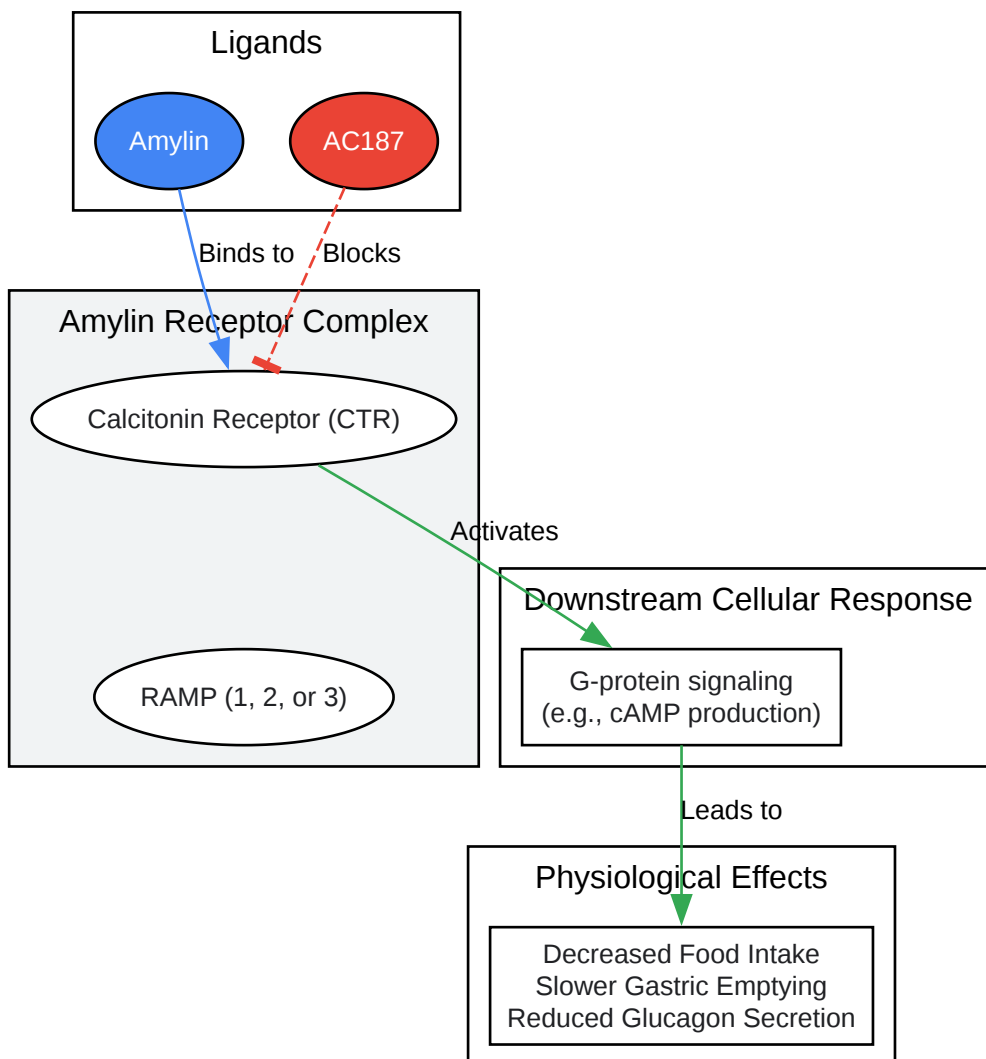 Ligands
Amylin
AC187
Binds to
Blocks
Amylin Receptor Complex
Calcitonin Receptor (CTR)
Activates
Downstream Cellular Response
RAMP (1, 2, or 3)
G-protein signaling
(e.g., cAMP production)
Leads to
Physiological Effects
Decreased Food Intake
Slower Gastric Emptying
Reduced Glucagon Secretion